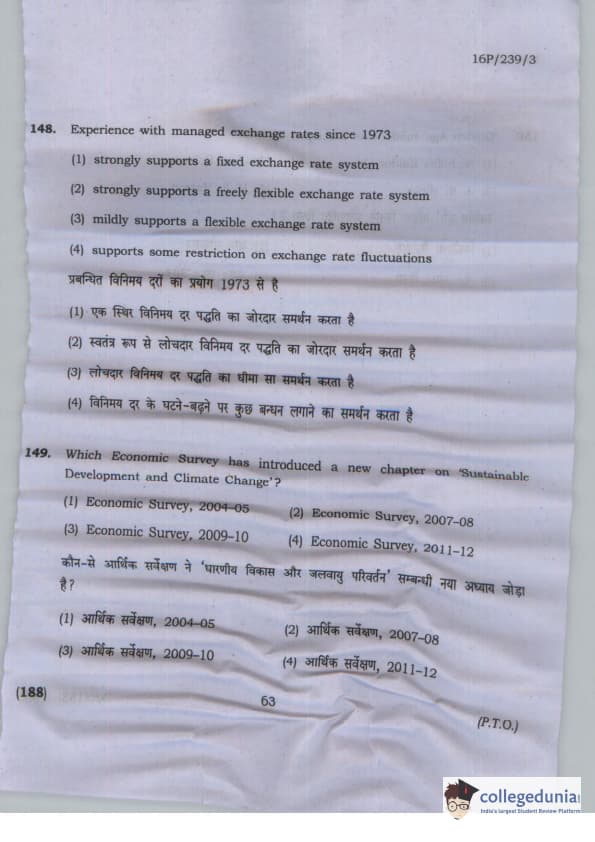 16P/239/3
148. Experience with managed exchange rates since 1973
(1) strongly supports a fixed exchange rate system
(2) strongly supports a freely flexible exchange rate system
(3) mildly supports a flexible exchange rate system
(4) supports some restriction on exchange rate fluctuations
प्रबन्धित विनिमय दरों का प्रयोग 1973 से है
(1) एक स्थिर विनिमय दर पद्धति का जोरदार समर्थन करता है
(2) स्वतंत्र रूप से लोचदार विनिमय दर पद्धति का जोरदार समर्थन करता है
(3) लोचदार विनिमय दर पद्धति का धीमा सा समर्थन करता है
(4) विनिमय दर के घटने-बढ़ने पर कुछ बन्धन लगाने का समर्थन करता है
149. Which Economic Survey has introduced a new chapter on 'Sustainable
Development and Climate Change'?
(1) Economic Survey, 2004-05 (2) Economic Survey, 2007-08
(3) Economic Survey, 2009-10 (4) Economic Survey, 2011-12
कौन-से आर्थिक सर्वेक्षण ने 'धारणीय विकास और जलवायु परिवर्तन' सम्बन्धी नया अध्याय जोड़ा
है?
(1) आर्थिक सर्वेक्षण, 2004-05 (2) आर्थिक सर्वेक्षण, 2007-08
(3) आर्थिक सर्वेक्षण, 2009-10 (4) आर्थिक सर्वेक्षण, 2011-12
(188) 63 (P.T.O.)
collegedunia
India's largest Student Review Platform